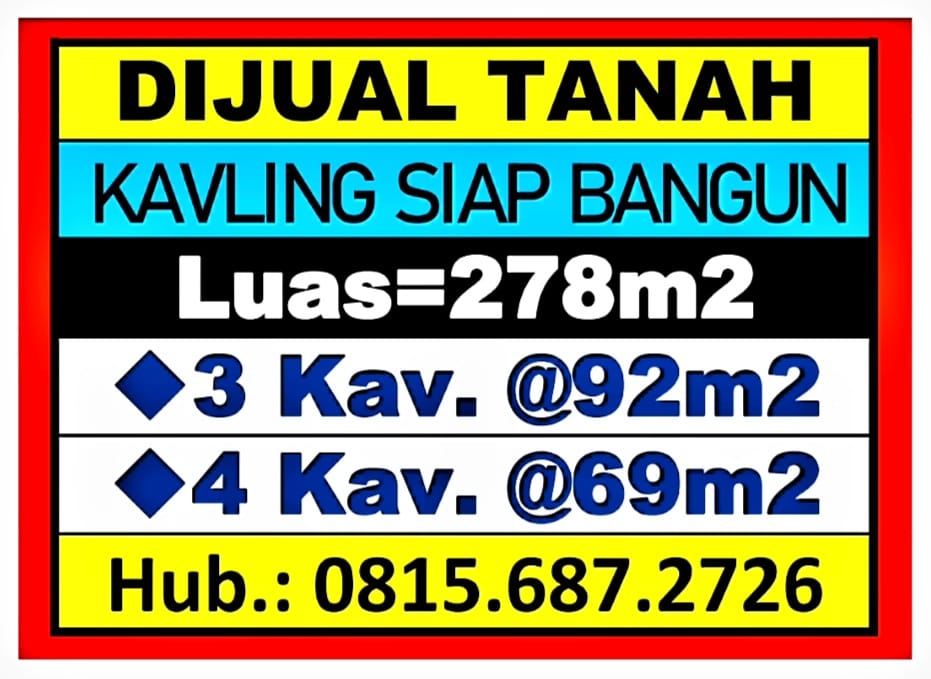 DIJUAL TANAH
KAVLING SIAP BANGUN
Luas=278m2
◆3 Kav. @92m2
◆4 Kav. @69m2
Hub.: 0815.687.2726